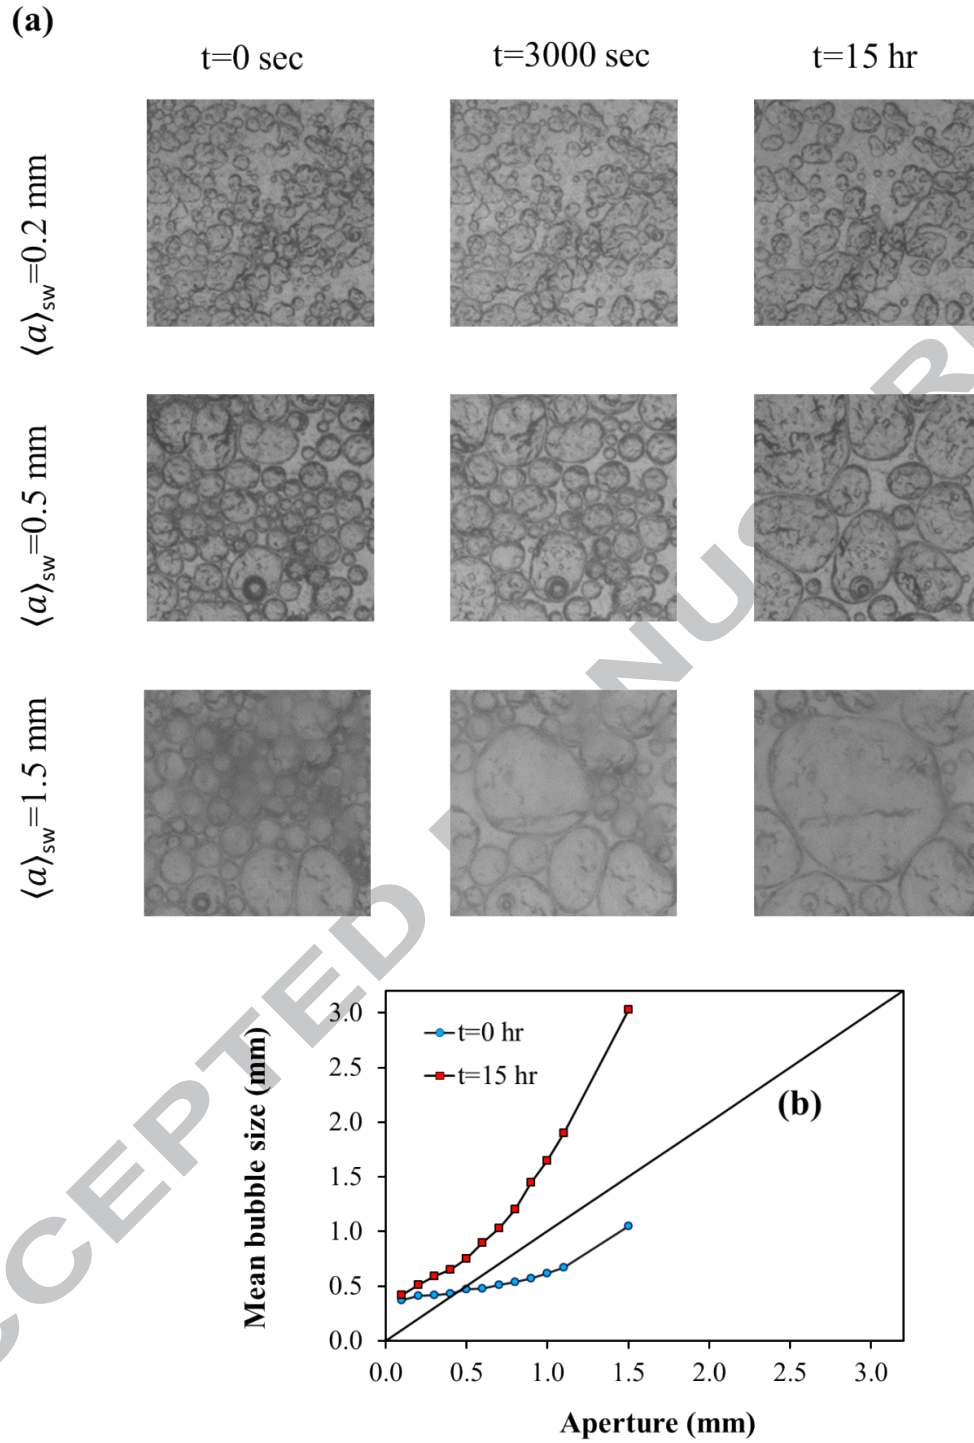 (a)
t=0 sec
t=3000 sec
t=15 hr
⟨a⟩sw=0.2 mm
⟨a⟩sw=0.5 mm
⟨a⟩sw=1.5 mm
CCEPTED
NUS
R
Mean bubble size (mm)
3.0
2.5
2.0
1.5
1.0
0.5
0.0
t=0 hr
t=15 hr
(b)
0.0 0.5 1.0 1.5 2.0 2.5 3.0
Aperture (mm)